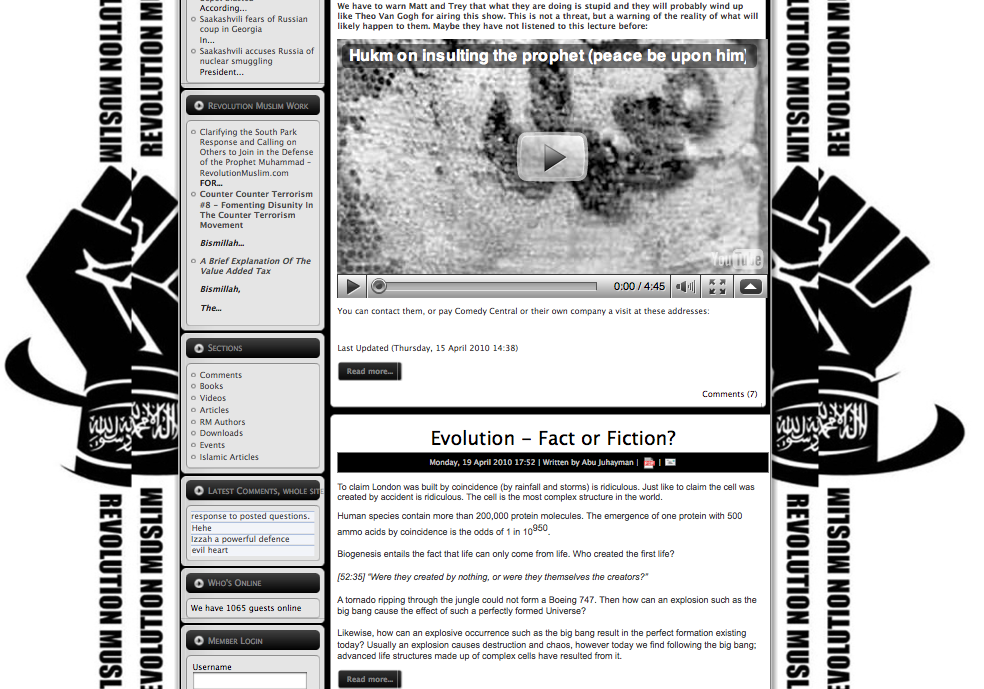 According...
Saakashvili fears of Russian
coup in Georgia
In...
Saakashvili accuses Russia of
nuclear smuggling
President...
REVOLUTION MUSLIM WORK
Clarifying the South Park
Response and Calling on
Others to Join in the Defense
of the Prophet Muhammad –
RevolutionMuslim.com
FOR...
Counter Counter Terrorism
#8 – Fomenting Disunity In
The Counter Terrorism
Movement
Bismillah...
A Brief Explanation Of The
Value Added Tax
Bismillah,
The...
SECTIONS
Comments
Books
Videos
Articles
RM Authors
Downloads
Events
Islamic Articles
LATEST COMMENTS, WHOLE SITE
response to posted questions.
Hehe
Izzah a powerful defence
evil heart
WHO'S ONLINE
We have 1065 guests online
MEMBER LOGIN
Username
We have to warn Matt and Trey that what they are doing is stupid and they will probably wind up
like Theo Van Gogh for airing this show. This is not a threat, but a warning of the reality of what will
likely happen to them. Maybe they have not listened to this lecture before:
Hukm on insulting the prophet (peace be upon him)
YouTube
0:00 / 4:45
You can contact them, or pay Comedy Central or their own company a visit at these addresses:
Last Updated (Thursday, 15 April 2010 14:38)
Read more...
Comments (7)
Evolution – Fact or Fiction?
Monday, 19 April 2010 17:52 | Written by Abu Juhayman |
To claim London was built by coincidence (by rainfall and storms) is ridiculous. Just like to claim the cell was
created by accident is ridiculous. The cell is the most complex structure in the world.
Human species contain more than 200,000 protein molecules. The emergence of one protein with 500
ammo acids by coincidence is the odds of 1 in 10950.
Biogenesis entails the fact that life can only come from life. Who created the first life?
[52:35] "Were they created by nothing, or were they themselves the creators?"
A tornado ripping through the jungle could not form a Boeing 747. Then how can an explosion such as the
big bang cause the effect of such a perfectly formed Universe?
Likewise, how can an explosive occurrence such as the big bang result in the perfect formation existing
today? Usually an explosion causes destruction and chaos, however today we find following the big bang;
advanced life structures made up of complex cells have resulted from it.
Read more...
REVOLUTION MUSLIM
REVOLUTION MUSLIM
REVOLUTION MUSLIM
REVOLUTION MUSLIM